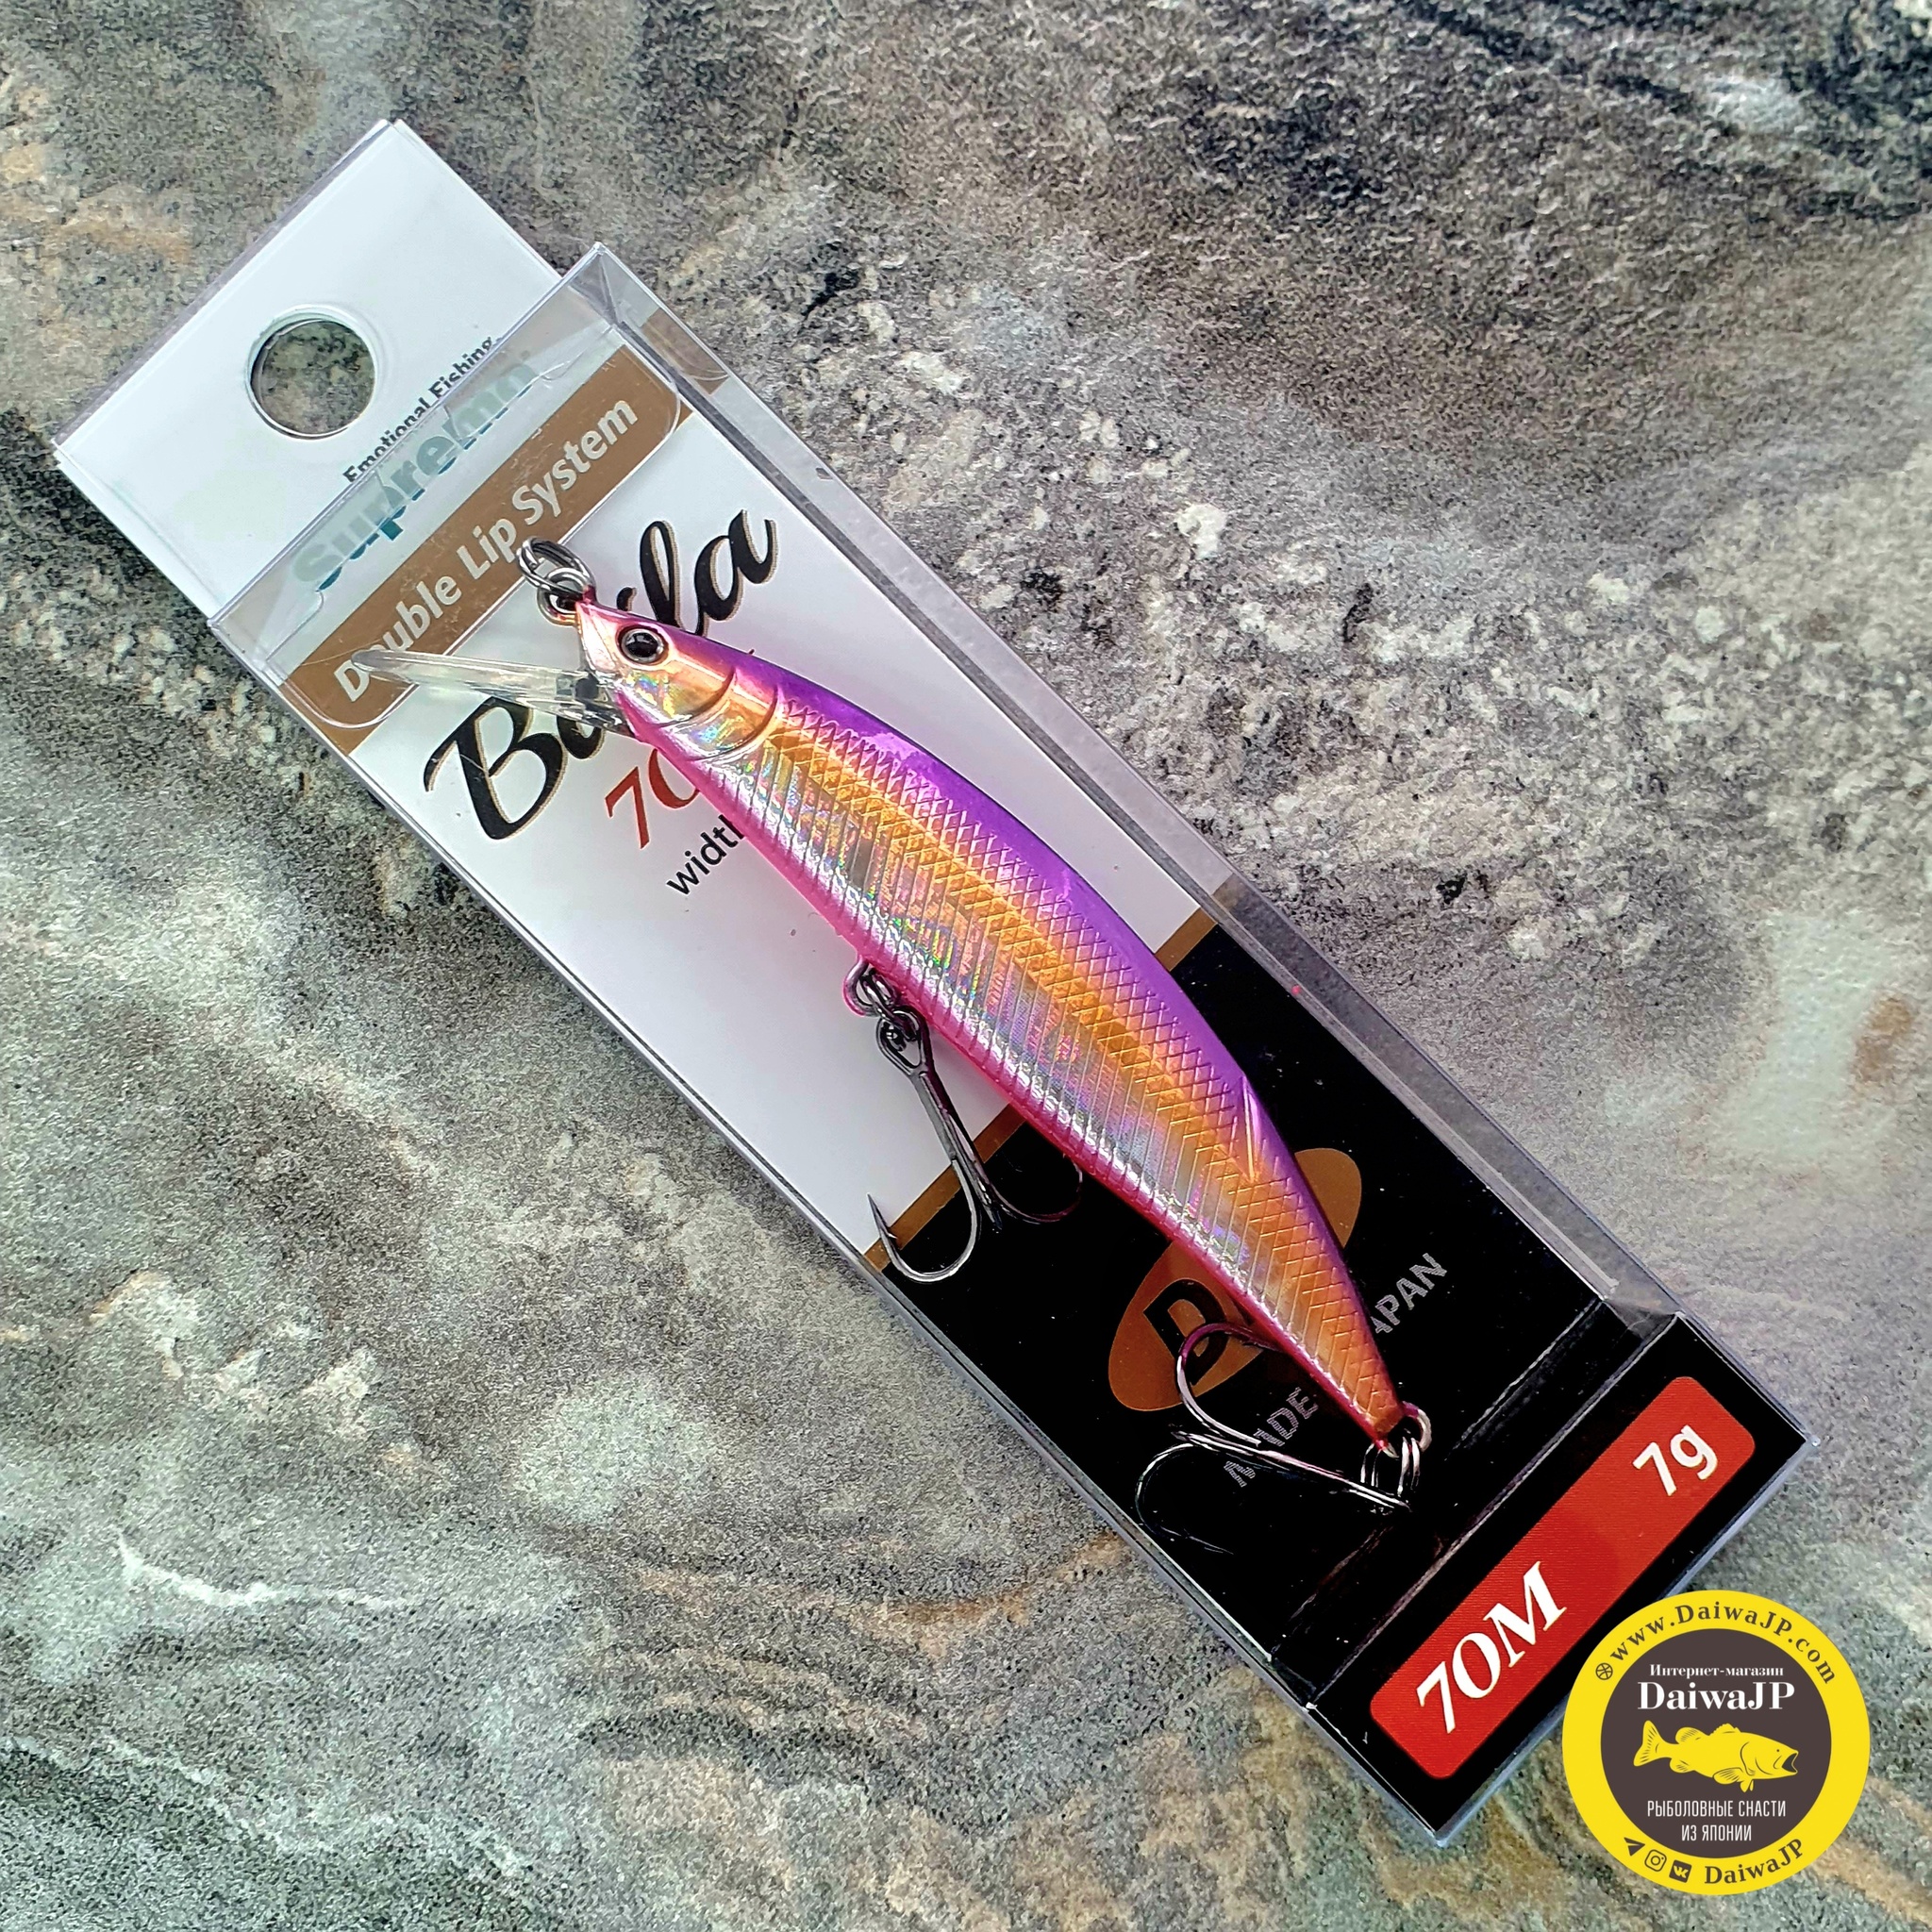 Emotional Fishing
Supremo
Double Lip System
70
7g
70M
www.DaiwaJP.com
Интернет-магазин
DaiwaJP
РЫБОЛОВНЫЕ СНАСТИ
ИЗ ЯПОНИИ
DaiwaJP